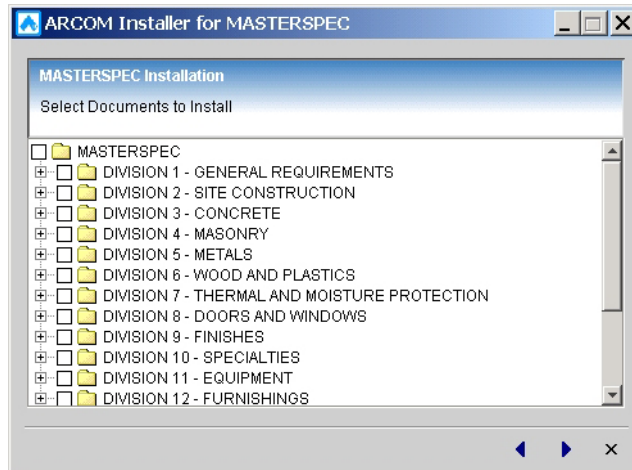 ARCOM Installer for MASTERSPEC
MASTERSPEC Installation
Select Documents to Install
MASTERSPEC
DIVISION 1 - GENERAL REQUIREMENTS
DIVISION 2 - SITE CONSTRUCTION
DIVISION 3 - CONCRETE
DIVISION 4 - MASONRY
DIVISION 5 - METALS
DIVISION 6 - WOOD AND PLASTICS
DIVISION 7 - THERMAL AND MOISTURE PROTECTION
DIVISION 8 - DOORS AND WINDOWS
DIVISION 9 - FINISHES
DIVISION 10 - SPECIALTIES
DIVISION 11 - EQUIPMENT
DIVISION 12 - FURNISHINGS